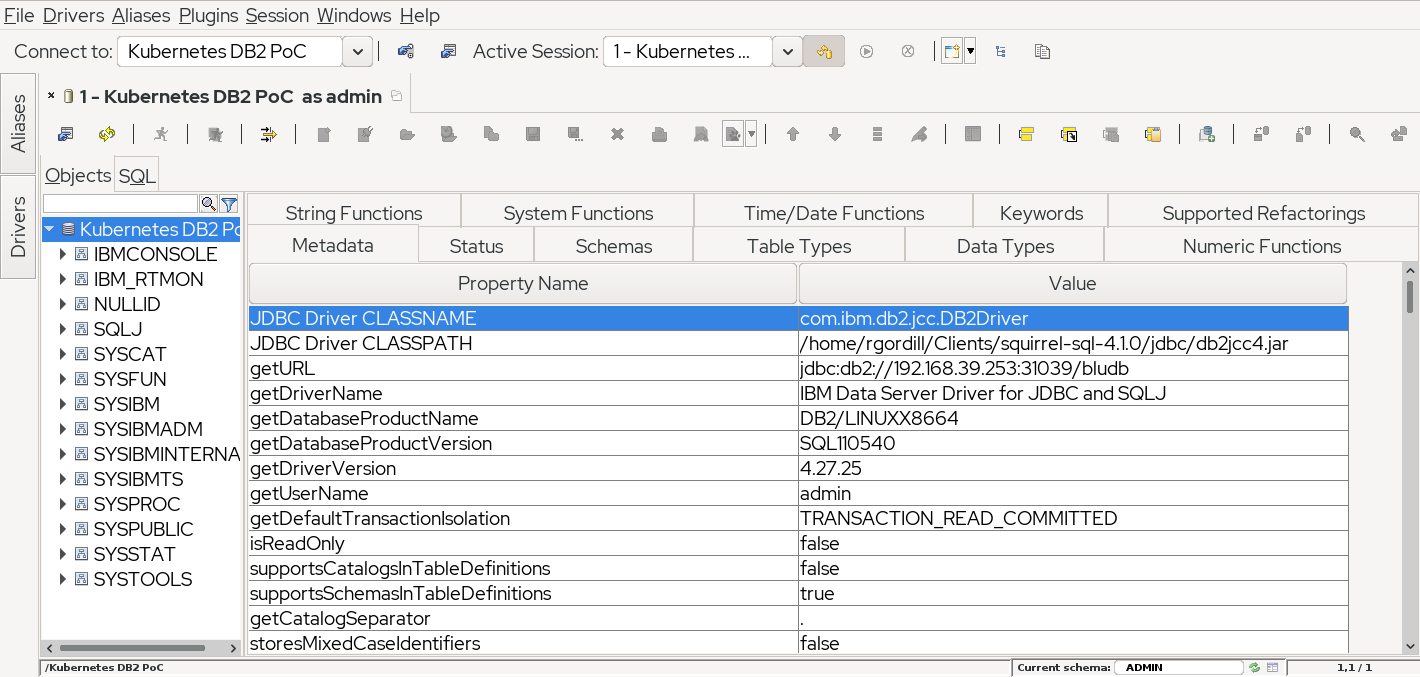 File Drivers Aliases Plugins Session Windows Help
Connect to: Kubernetes DB2 PoC Active Session: 1 - Kubernetes ...
1 - Kubernetes DB2 PoC as admin
Aliases
Drivers
Objects SQL
Kubernetes DB2 Po
IBMCONSOLE
IBM_RTMON
NULLID
SQLJ
SYSCAT
SYSFUN
SYSIBM
SYSIBMADM
SYSIBMINTERNA
SYSIBMTS
SYSPROC
SYSPUBLIC
SYSSTAT
SYSTOOLS
String Functions System Functions Time/Date Functions Keywords Supported Refactorings
Metadata Status Schemas Table Types Data Types Numeric Functions
Property Name Value
JDBC Driver CLASSNAME com.ibm.db2.jcc.DB2Driver
JDBC Driver CLASSPATH /home/rgordill/Clients/squirrel-sql-4.1.0/jdbc/db2jcc4.jar
getURL jdbc:db2://192.168.39.253:31039/bludb
getDriverName IBM Data Server Driver for JDBC and SQLJ
getDatabaseProductName DB2/LINUXX8664
getDatabaseProductVersion SQL110540
getDriverVersion 4.27.25
getUserName admin
getDefaultTransactionIsolation TRANSACTION_READ_COMMITTED
isReadOnly false
supportsCatalogsInTableDefinitions false
supportsSchemasInTableDefinitions true
getCatalogSeparator .
storesMixedCaseIdentifiers false
/Kubernetes DB2 PoC Current schema: ADMIN 1,1 / 1